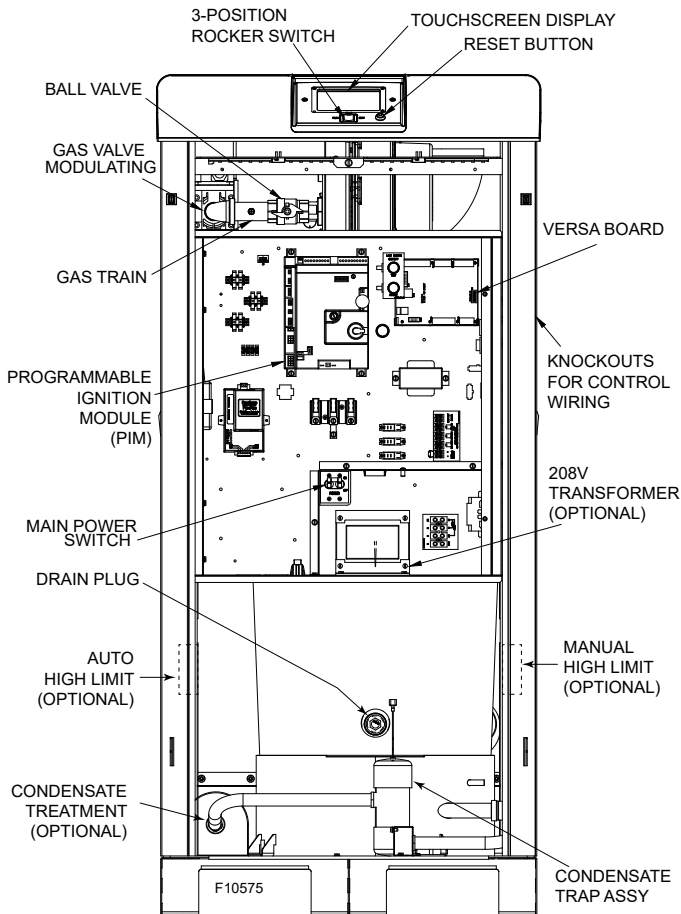 3-POSITION
ROCKER SWITCH
TOUCHSCREEN DISPLAY
RESET BUTTON
BALL VALVE
GAS VALVE
MODULATING
GAS TRAIN
VERSA BOARD
PROGRAMMABLE
IGNITION
MODULE
(PIM)
KNOCKOUTS
FOR CONTROL
WIRING
MAIN POWER
SWITCH
208V
TRANSFORMER
(OPTIONAL)
DRAIN PLUG
AUTO
HIGH LIMIT
(OPTIONAL)
MANUAL
HIGH LIMIT
(OPTIONAL)
CONDENSATE
TREATMENT
(OPTIONAL)
CONDENSATE
TRAP ASSY
F10575